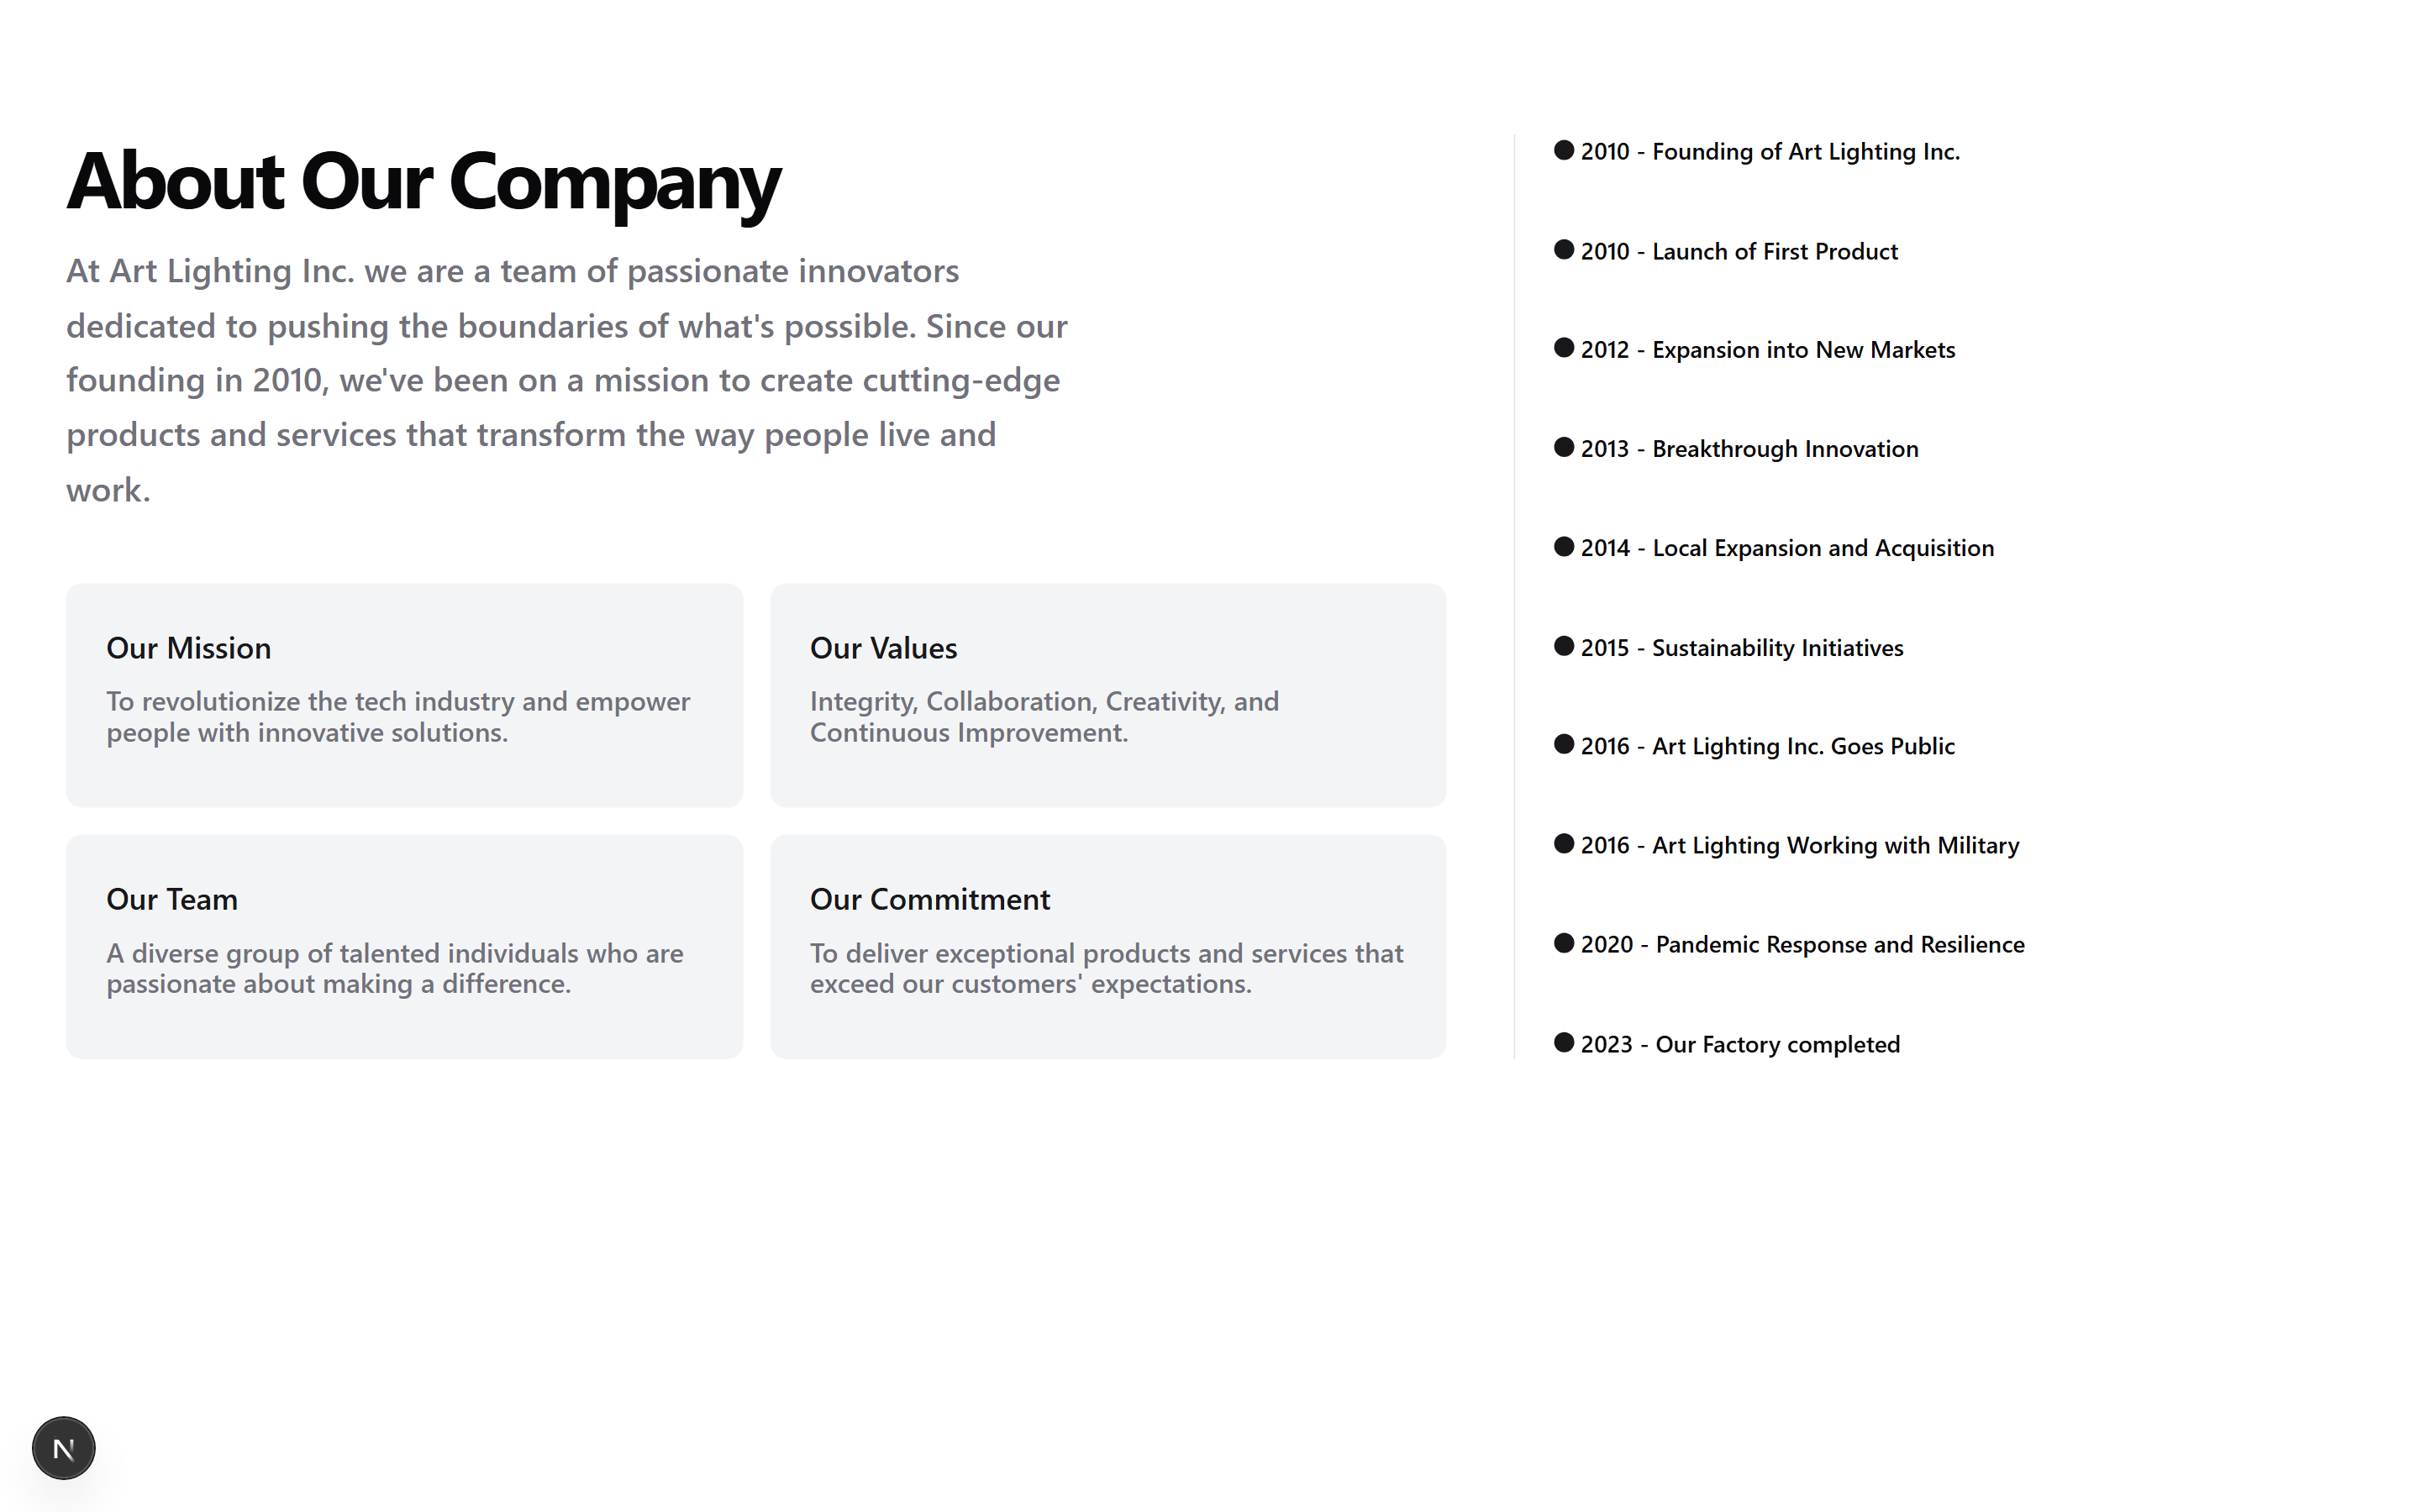 About Our Company
At Art Lighting Inc. we are a team of passionate innovators
dedicated to pushing the boundaries of what's possible. Since our
founding in 2010, we've been on a mission to create cutting-edge
products and services that transform the way people live and
work.
Our Mission
To revolutionize the tech industry and empower
people with innovative solutions.
Our Values
Integrity, Collaboration, Creativity, and
Continuous Improvement.
Our Team
A diverse group of talented individuals who are
passionate about making a difference.
Our Commitment
To deliver exceptional products and services that
exceed our customers' expectations.
2010 - Founding of Art Lighting Inc.
2010 - Launch of First Product
2012 - Expansion into New Markets
2013 - Breakthrough Innovation
2014 - Local Expansion and Acquisition
2015 - Sustainability Initiatives
2016 - Art Lighting Inc. Goes Public
2016 - Art Lighting Working with Military
2020 - Pandemic Response and Resilience
2023 - Our Factory completed
N